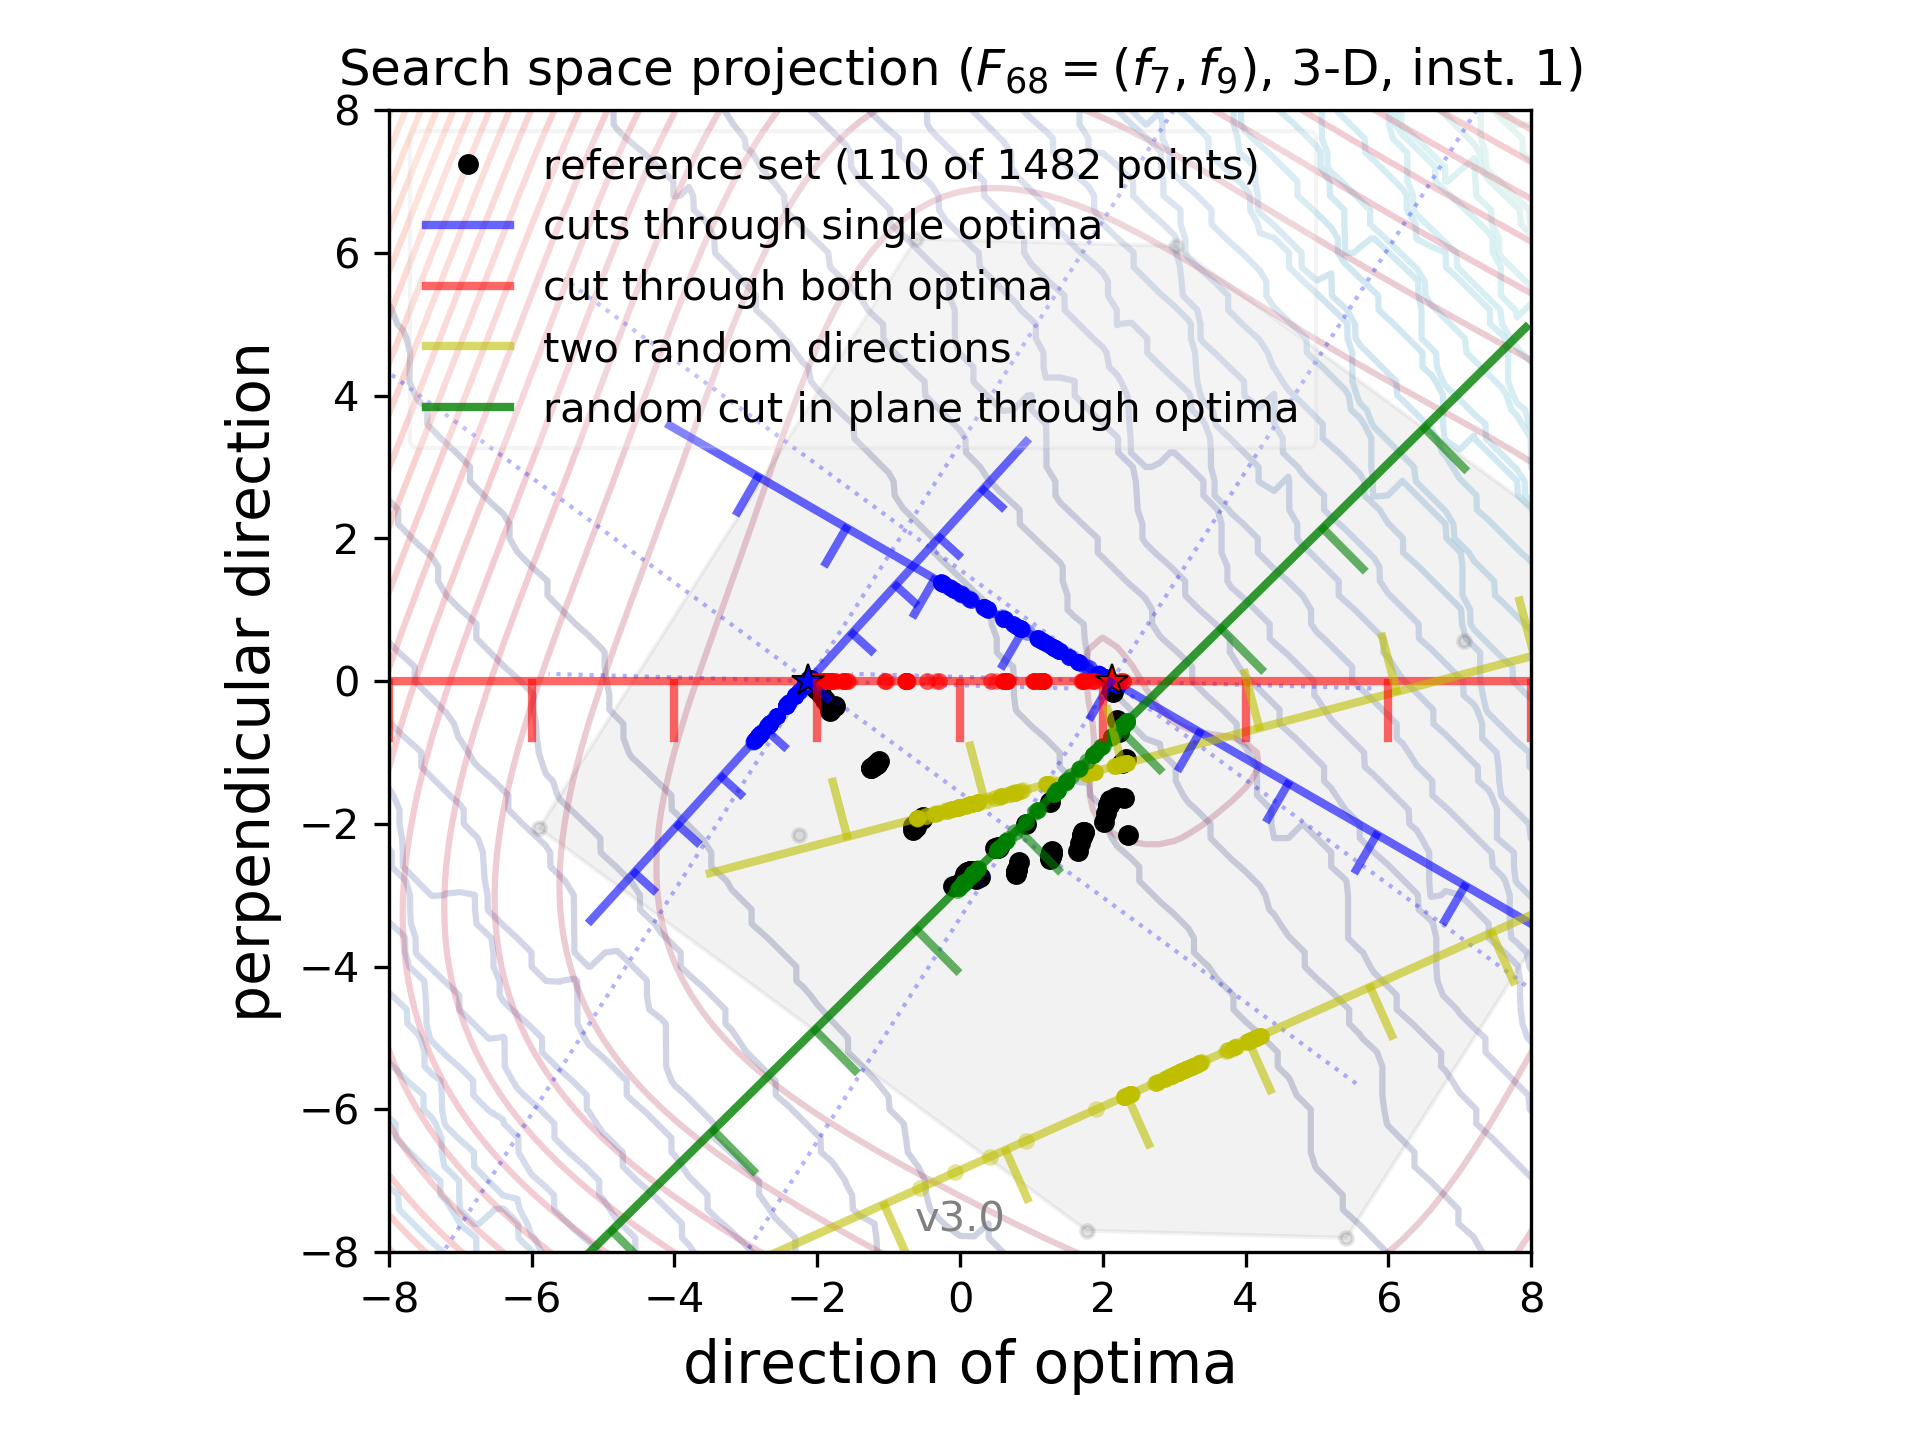 Search space projection (F₆₈ = (f₇, f₉), 3-D, inst. 1)
reference set (110 of 1482 points)
cuts through single optima
cut through both optima
two random directions
random cut in plane through optima
perpendicular direction
8
6
4
2
0
−2
−4
−6
−8
v3.0
−8 −6 −4 −2 0 2 4 6 8
direction of optima